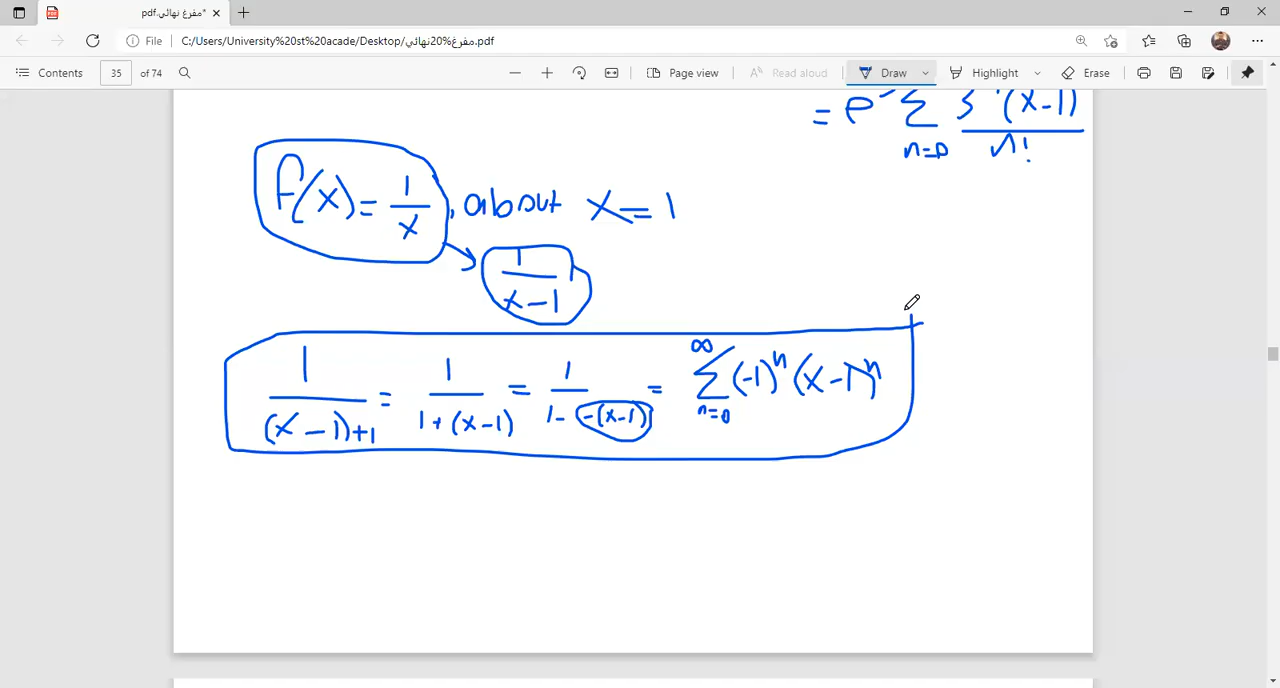 مفرغ نهائي.pdf*
File C:/Users/University%20st%20acade/Desktop/مفرغ%20نهائي.pdf
Contents 35 of 74 Page view Read aloud Draw Highlight Erase
= e Σ n=0 (x-1) / n!
f(x) = 1/x , about x = 1
1/(x-1)
1/((x-1)+1) = 1/(1+(x-1)) = 1/(1--(x-1)) = ∞ Σ n=0 (-1)^n (x-1)^n